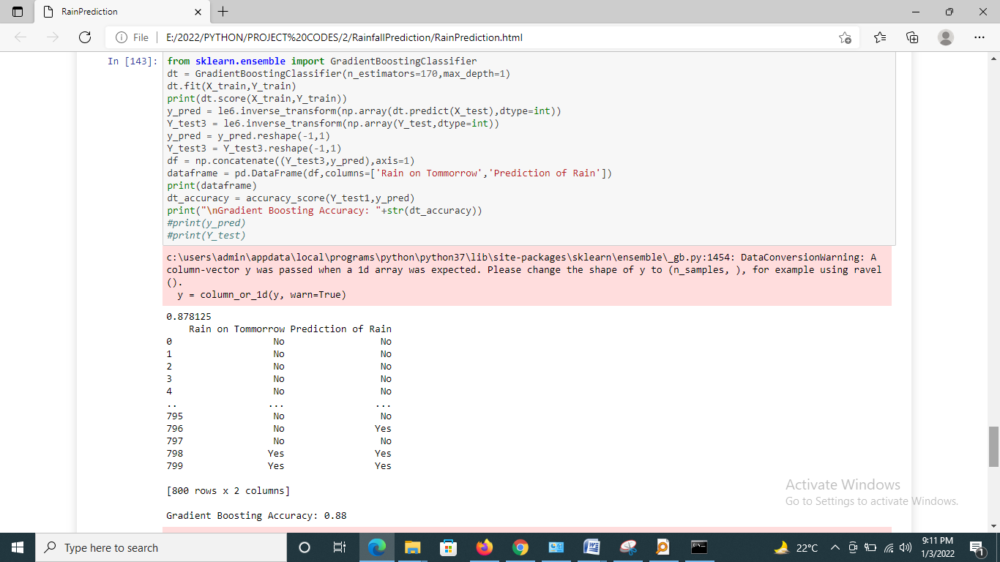 RainPrediction
File
E:/2022/PYTHON/PROJECT%20CODES/2/RainfallPrediction/RainPrediction.html
In [143]:
from sklearn.ensemble import GradientBoostingClassifier
dt = GradientBoostingClassifier(n_estimators=170,max_depth=1)
dt.fit(X_train,Y_train)
print(dt.score(X_train,Y_train))
y_pred = le6.inverse_transform(np.array(dt.predict(X_test),dtype=int))
Y_test3 = le6.inverse_transform(np.array(Y_test,dtype=int))
y_pred = y_pred.reshape(-1,1)
Y_test3 = Y_test3.reshape(-1,1)
df = np.concatenate((Y_test3,y_pred),axis=1)
dataframe = pd.DataFrame(df,columns=['Rain on Tommorrow','Prediction of Rain'])
print(dataframe)
dt_accuracy = accuracy_score(Y_test1,y_pred)
print("\nGradient Boosting Accuracy: "+str(dt_accuracy))
#print(y_pred)
#print(Y_test)
c:\users\admin\appdata\local\programs\python\python37\lib\site-packages\sklearn\ensemble\_gb.py:1454: DataConversionWarning: A
column-vector y was passed when a 1d array was expected. Please change the shape of y to (n_samples, ), for example using ravel
().
y = column_or_1d(y, warn=True)
0.878125
Rain on Tommorrow Prediction of Rain
0 No No
1 No No
2 No No
3 No No
4 No No
.. ... ...
795 No No
796 No Yes
797 No No
798 Yes Yes
799 Yes Yes
[800 rows x 2 columns]
Gradient Boosting Accuracy: 0.88
Activate Windows
Go to Settings to activate Windows.
Type here to search
22°C
9:11 PM
1/3/2022
1